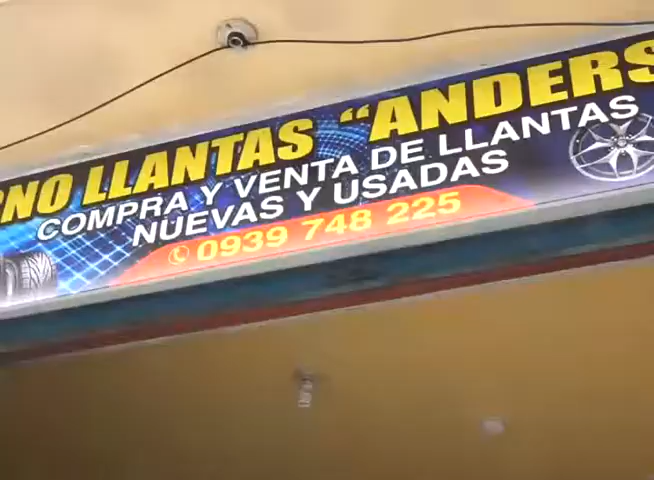 LLANTAS "ANDERS
COMPRA Y VENTA DE LLANTAS
NUEVAS Y USADAS
0939 748 225